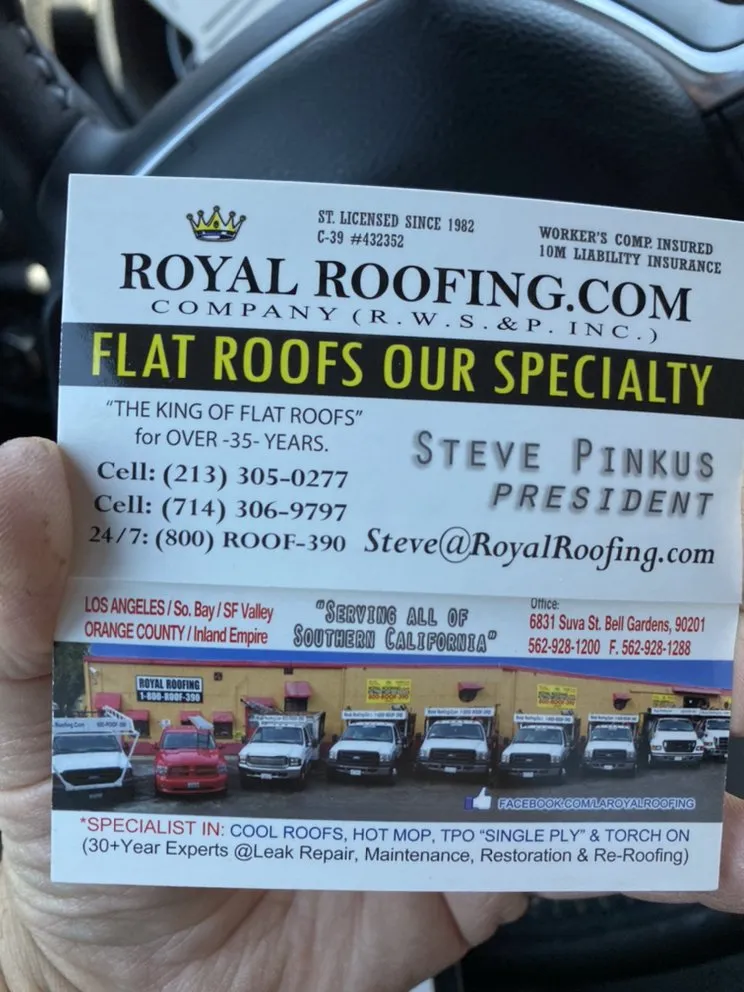 ST. LICENSED SINCE 1982
C-39 #432352
WORKER'S COMP. INSURED
10M LIABILITY INSURANCE
ROYAL ROOFING.COM
COMPANY (R.W.S.&P. INC.)
FLAT ROOFS OUR SPECIALTY
"THE KING OF FLAT ROOFS"
for OVER -35- YEARS.
STEVE PINKUS
PRESIDENT
Cell: (213) 305-0277
Cell: (714) 306-9797
24/7: (800) ROOF-390
Steve@RoyalRoofing.com
LOS ANGELES / So. Bay / SF Valley
ORANGE COUNTY / Inland Empire
"SERVING ALL OF
SOUTHERN CALIFORNIA"
Office:
6831 Suva St. Bell Gardens, 90201
562-928-1200 F. 562-928-1288
ROYAL ROOFING
1-800-ROOF-390
FACEBOOK.COM/LAROYALROOFING
*SPECIALIST IN: COOL ROOFS, HOT MOP, TPO "SINGLE PLY" & TORCH ON
(30+Year Experts @Leak Repair, Maintenance, Restoration & Re-Roofing)